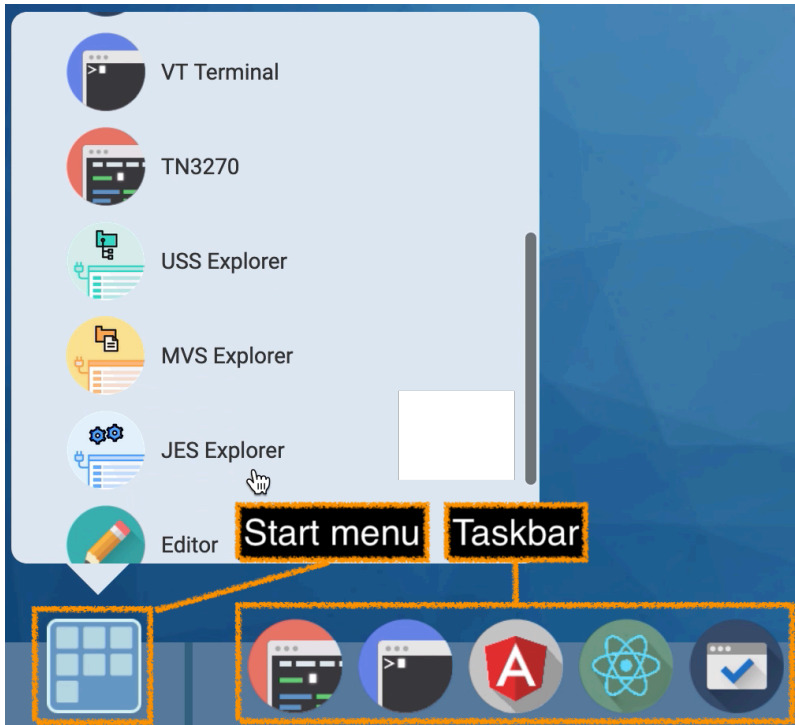 VT Terminal
TN3270
USS Explorer
MVS Explorer
JES Explorer
Editor
Start menu
Taskbar